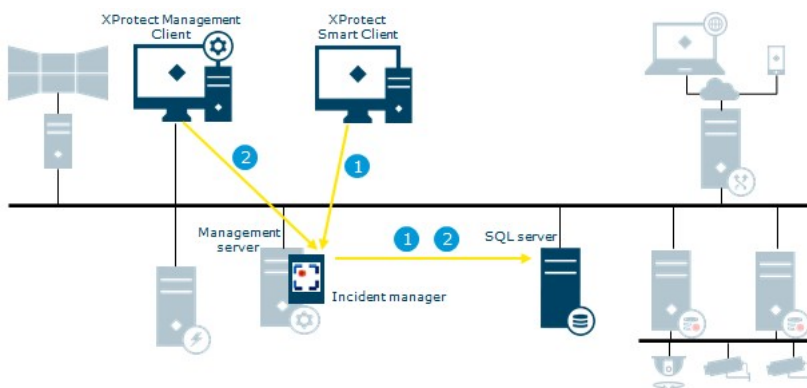 XProtect Management
Client
XProtect
Smart Client
2
1
Management
server
1 2
SQL server
Incident manager